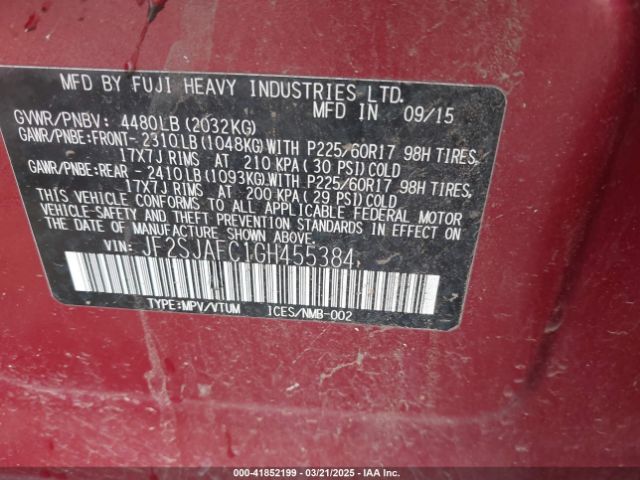 MFD BY FUJI HEAVY INDUSTRIES LTD.
MFD IN 09/15
GVWR/PNBV: 4480LB (2032KG)
GAWR/PNBE:FRONT-2310LB (1048KG)WITH P225/60R17 98H TIRES,
17X7J RIMS AT 210 KPA (30 PSI)COLD
GAWR/PNBE:REAR - 2410LB (1093KG)WITH P225/60R17 98H TIRES,
17X7J RIMS AT 200 KPA (29 PSI)COLD
THIS VEHICLE CONFORMS TO ALL APPLICABLE FEDERAL MOTOR
VEHICLE-SAFETY AND THEFT PREVENTION STANDARDS IN EFFECT ON
THE DATE OF MANUFACTURE SHOWN ABOVE.
VIN: JF2SJAFC1GH455384
TYPE:MPV/VTUM ICES/NMB-002
000-41852199 - 03/21/2025 - IAA Inc.